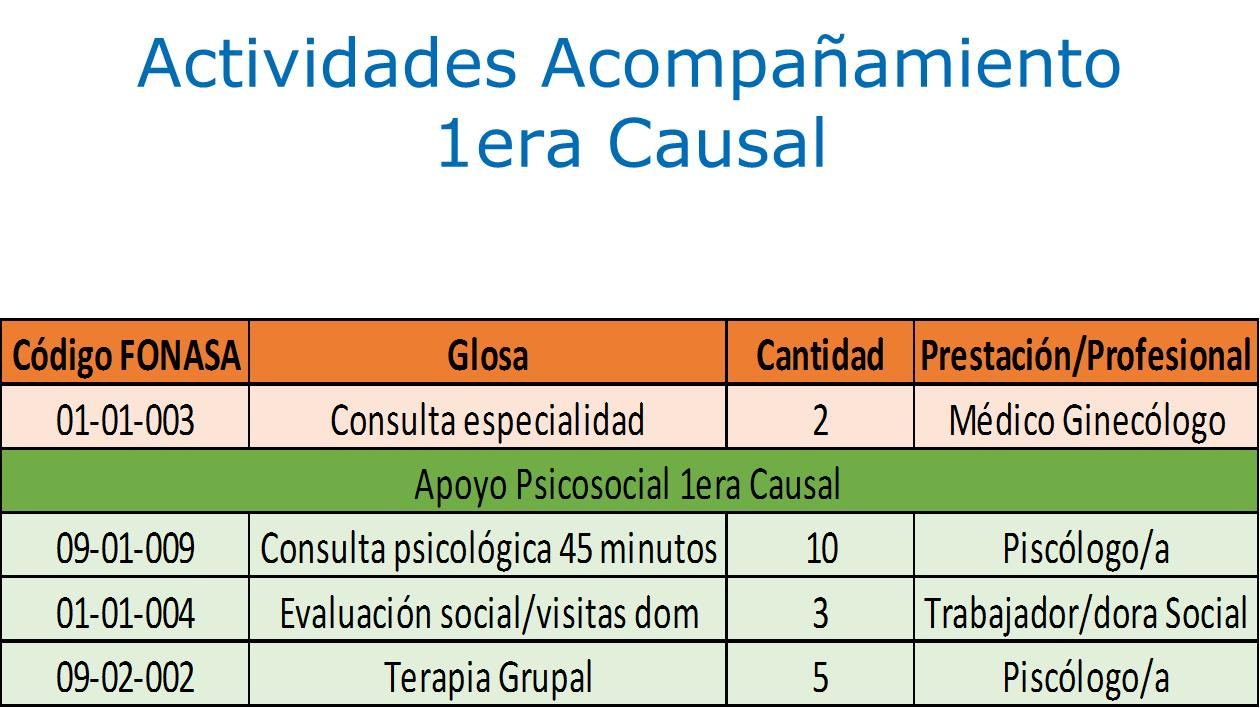 Actividades Acompañamiento
1era Causal
Código FONASA Glosa Cantidad Prestación/Profesional
01-01-003 Consulta especialidad 2 Médico Ginecólogo
Apoyo Psicosocial 1era Causal
09-01-009 Consulta psicológica 45 minutos 10 Piscólogo/a
01-01-004 Evaluación social/visitas dom 3 Trabajador/dora Social
09-02-002 Terapia Grupal 5 Piscólogo/a